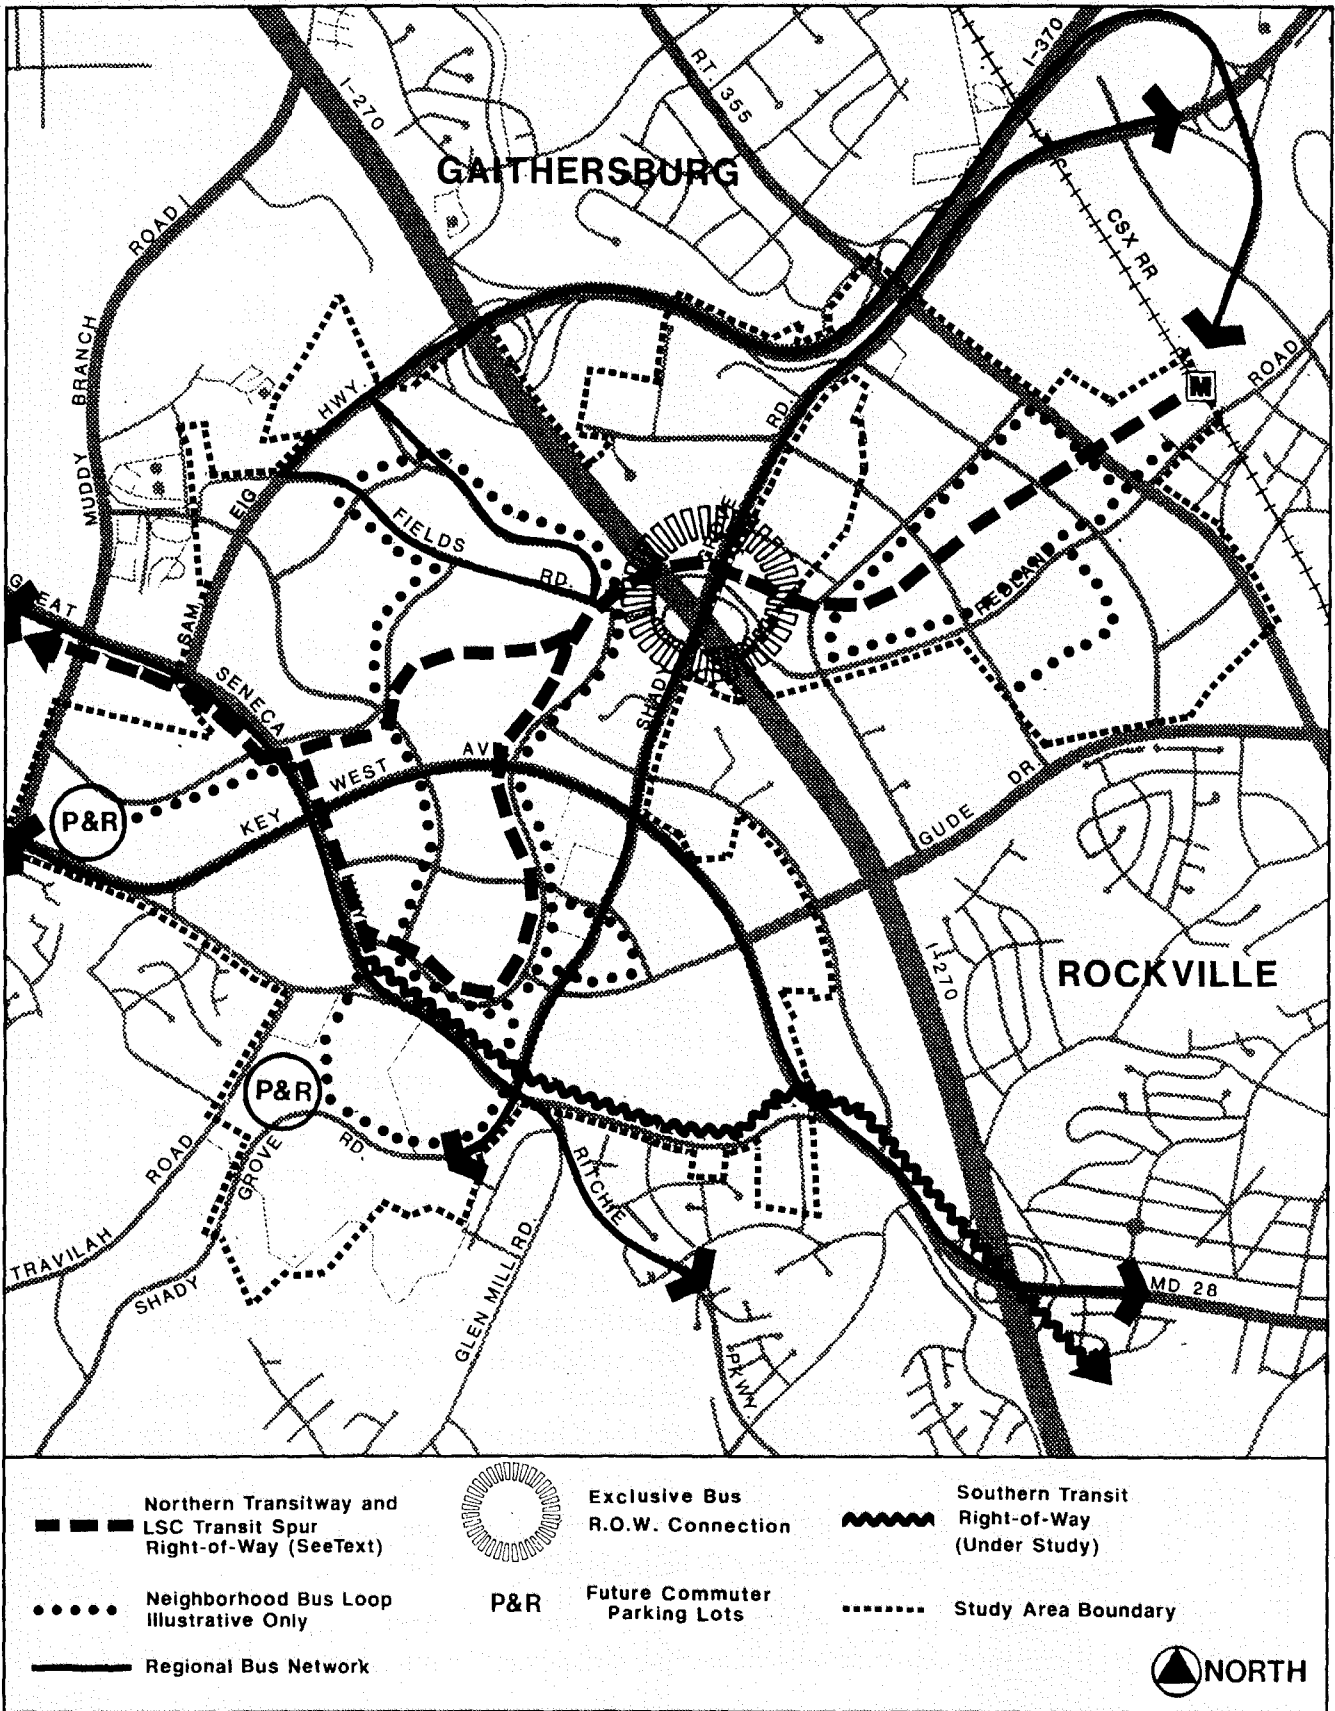 I-270
RT. 355
I-370
GAITHERSBURG
CSX RR
MUDDY BRANCH ROAD
M
ROAD
HWY
RD.
EIG
FIELDS RD.
REDLAND
SAM
SENECA
SHADY
WEST
AV
KEY
P&R
DR.
GUDE
I-270
ROCKVILLE
P&R
ROAD
GROVE
RD.
RITCHIE
TRAVILAH
SHADY
GLEN MILL RD.
PKWY.
MD 28
Northern Transitway and
LSC Transit Spur
Right-of-Way (SeeText)
Exclusive Bus
R.O.W. Connection
Southern Transit
Right-of-Way
(Under Study)
Neighborhood Bus Loop
Illustrative Only
P&R
Future Commuter
Parking Lots
Study Area Boundary
Regional Bus Network
NORTH